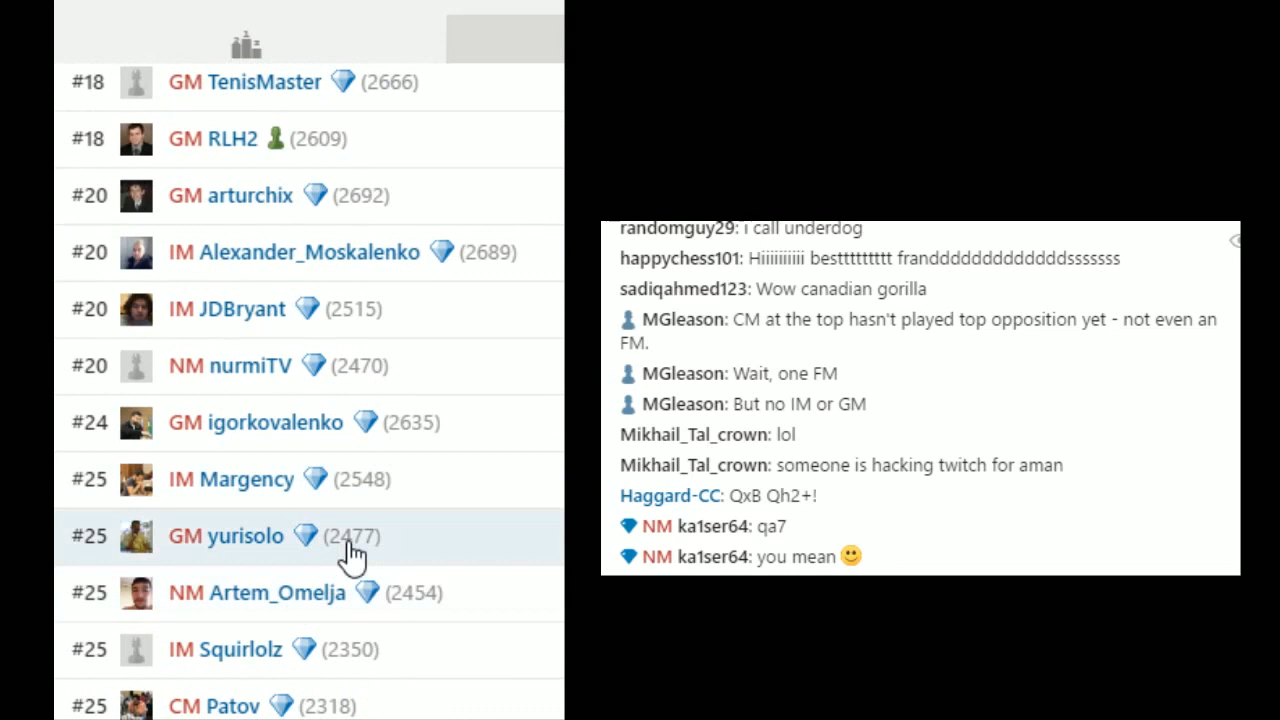 #18 GM TenisMaster (2666)
#18 GM RLH2 (2609)
#20 GM arturchix (2692)
#20 IM Alexander_Moskalenko (2689)
#20 IM JDBryant (2515)
#20 NM nurmiTV (2470)
#24 GM igorkovalenko (2635)
#25 IM Margency (2548)
#25 GM yurisolo (2477)
#25 NM Artem_Omelja (2454)
#25 IM Squirlolz (2350)
#25 CM Patov (2318)
randomguy29: i call underdog
happychess101: Hiiiiiiiiii bestttttttttt franddddddddddddddsssssss
sadiqahmed123: Wow canadian gorilla
MGleason: CM at the top hasn't played top opposition yet - not even an
FM.
MGleason: Wait, one FM
MGleason: But no IM or GM
Mikhail_Tal_crown: lol
Mikhail_Tal_crown: someone is hacking twitch for aman
Haggard-CC: QxB Qh2+!
NM ka1ser64: qa7
NM ka1ser64: you mean